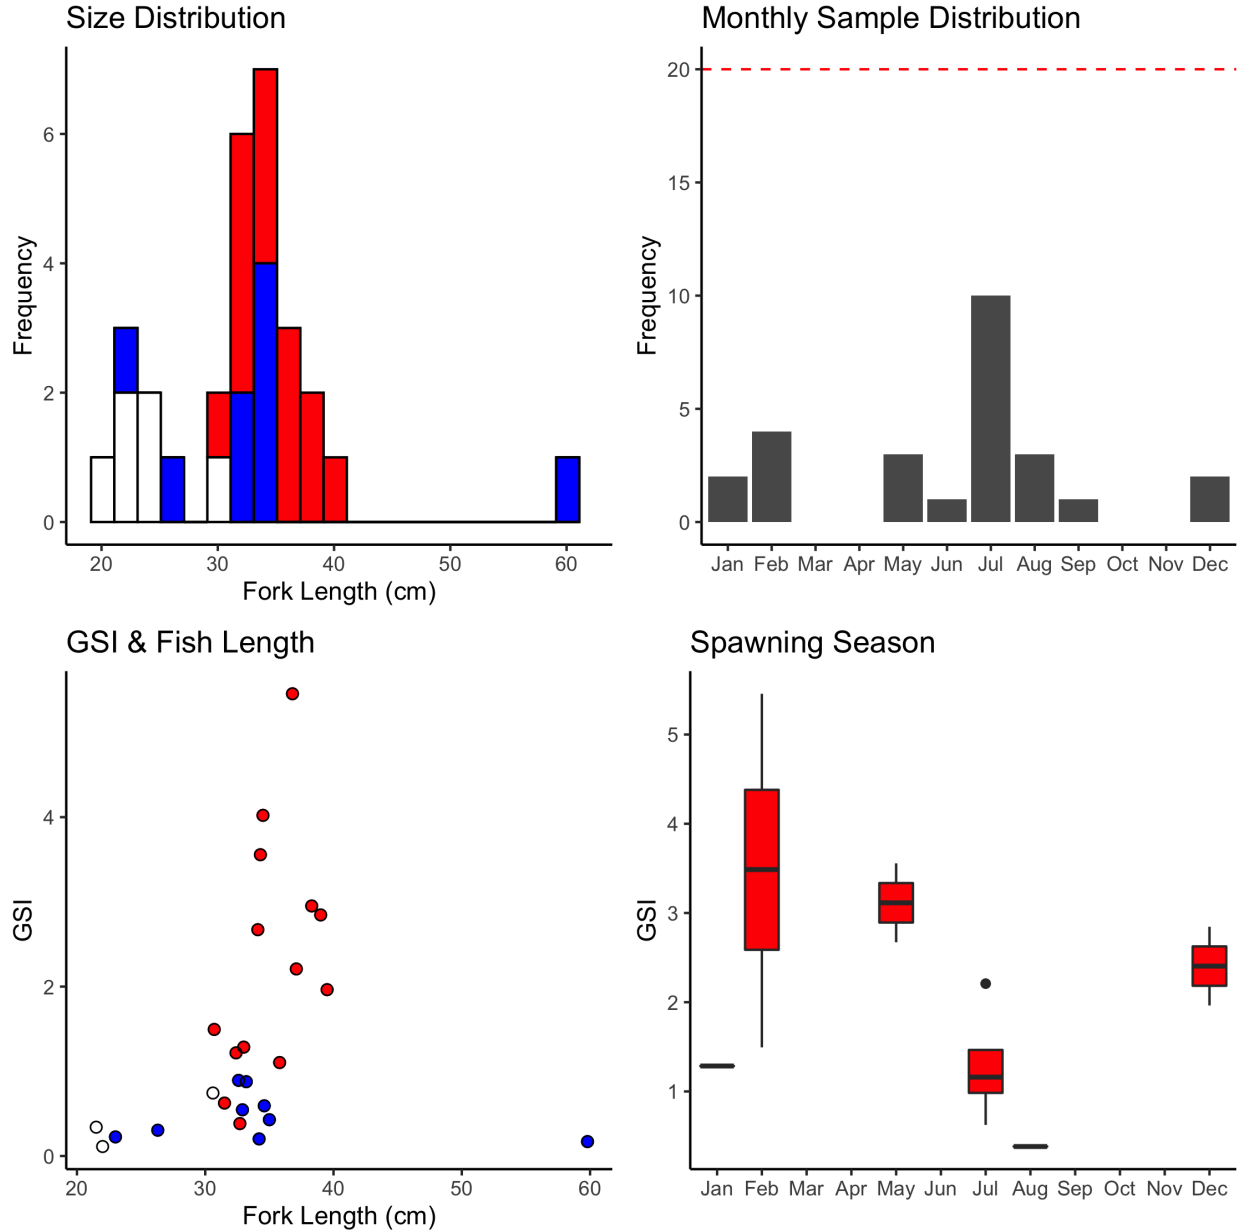 Size Distribution
Frequency
6
4
2
0
20 30 40 50 60
Fork Length (cm)
Monthly Sample Distribution
Frequency
20
15
10
5
0
Jan Feb Mar Apr May Jun Jul Aug Sep Oct Nov Dec
GSI & Fish Length
GSI
4
2
0
20 30 40 50 60
Fork Length (cm)
Spawning Season
GSI
5
4
3
2
1
Jan Feb Mar Apr May Jun Jul Aug Sep Oct Nov Dec